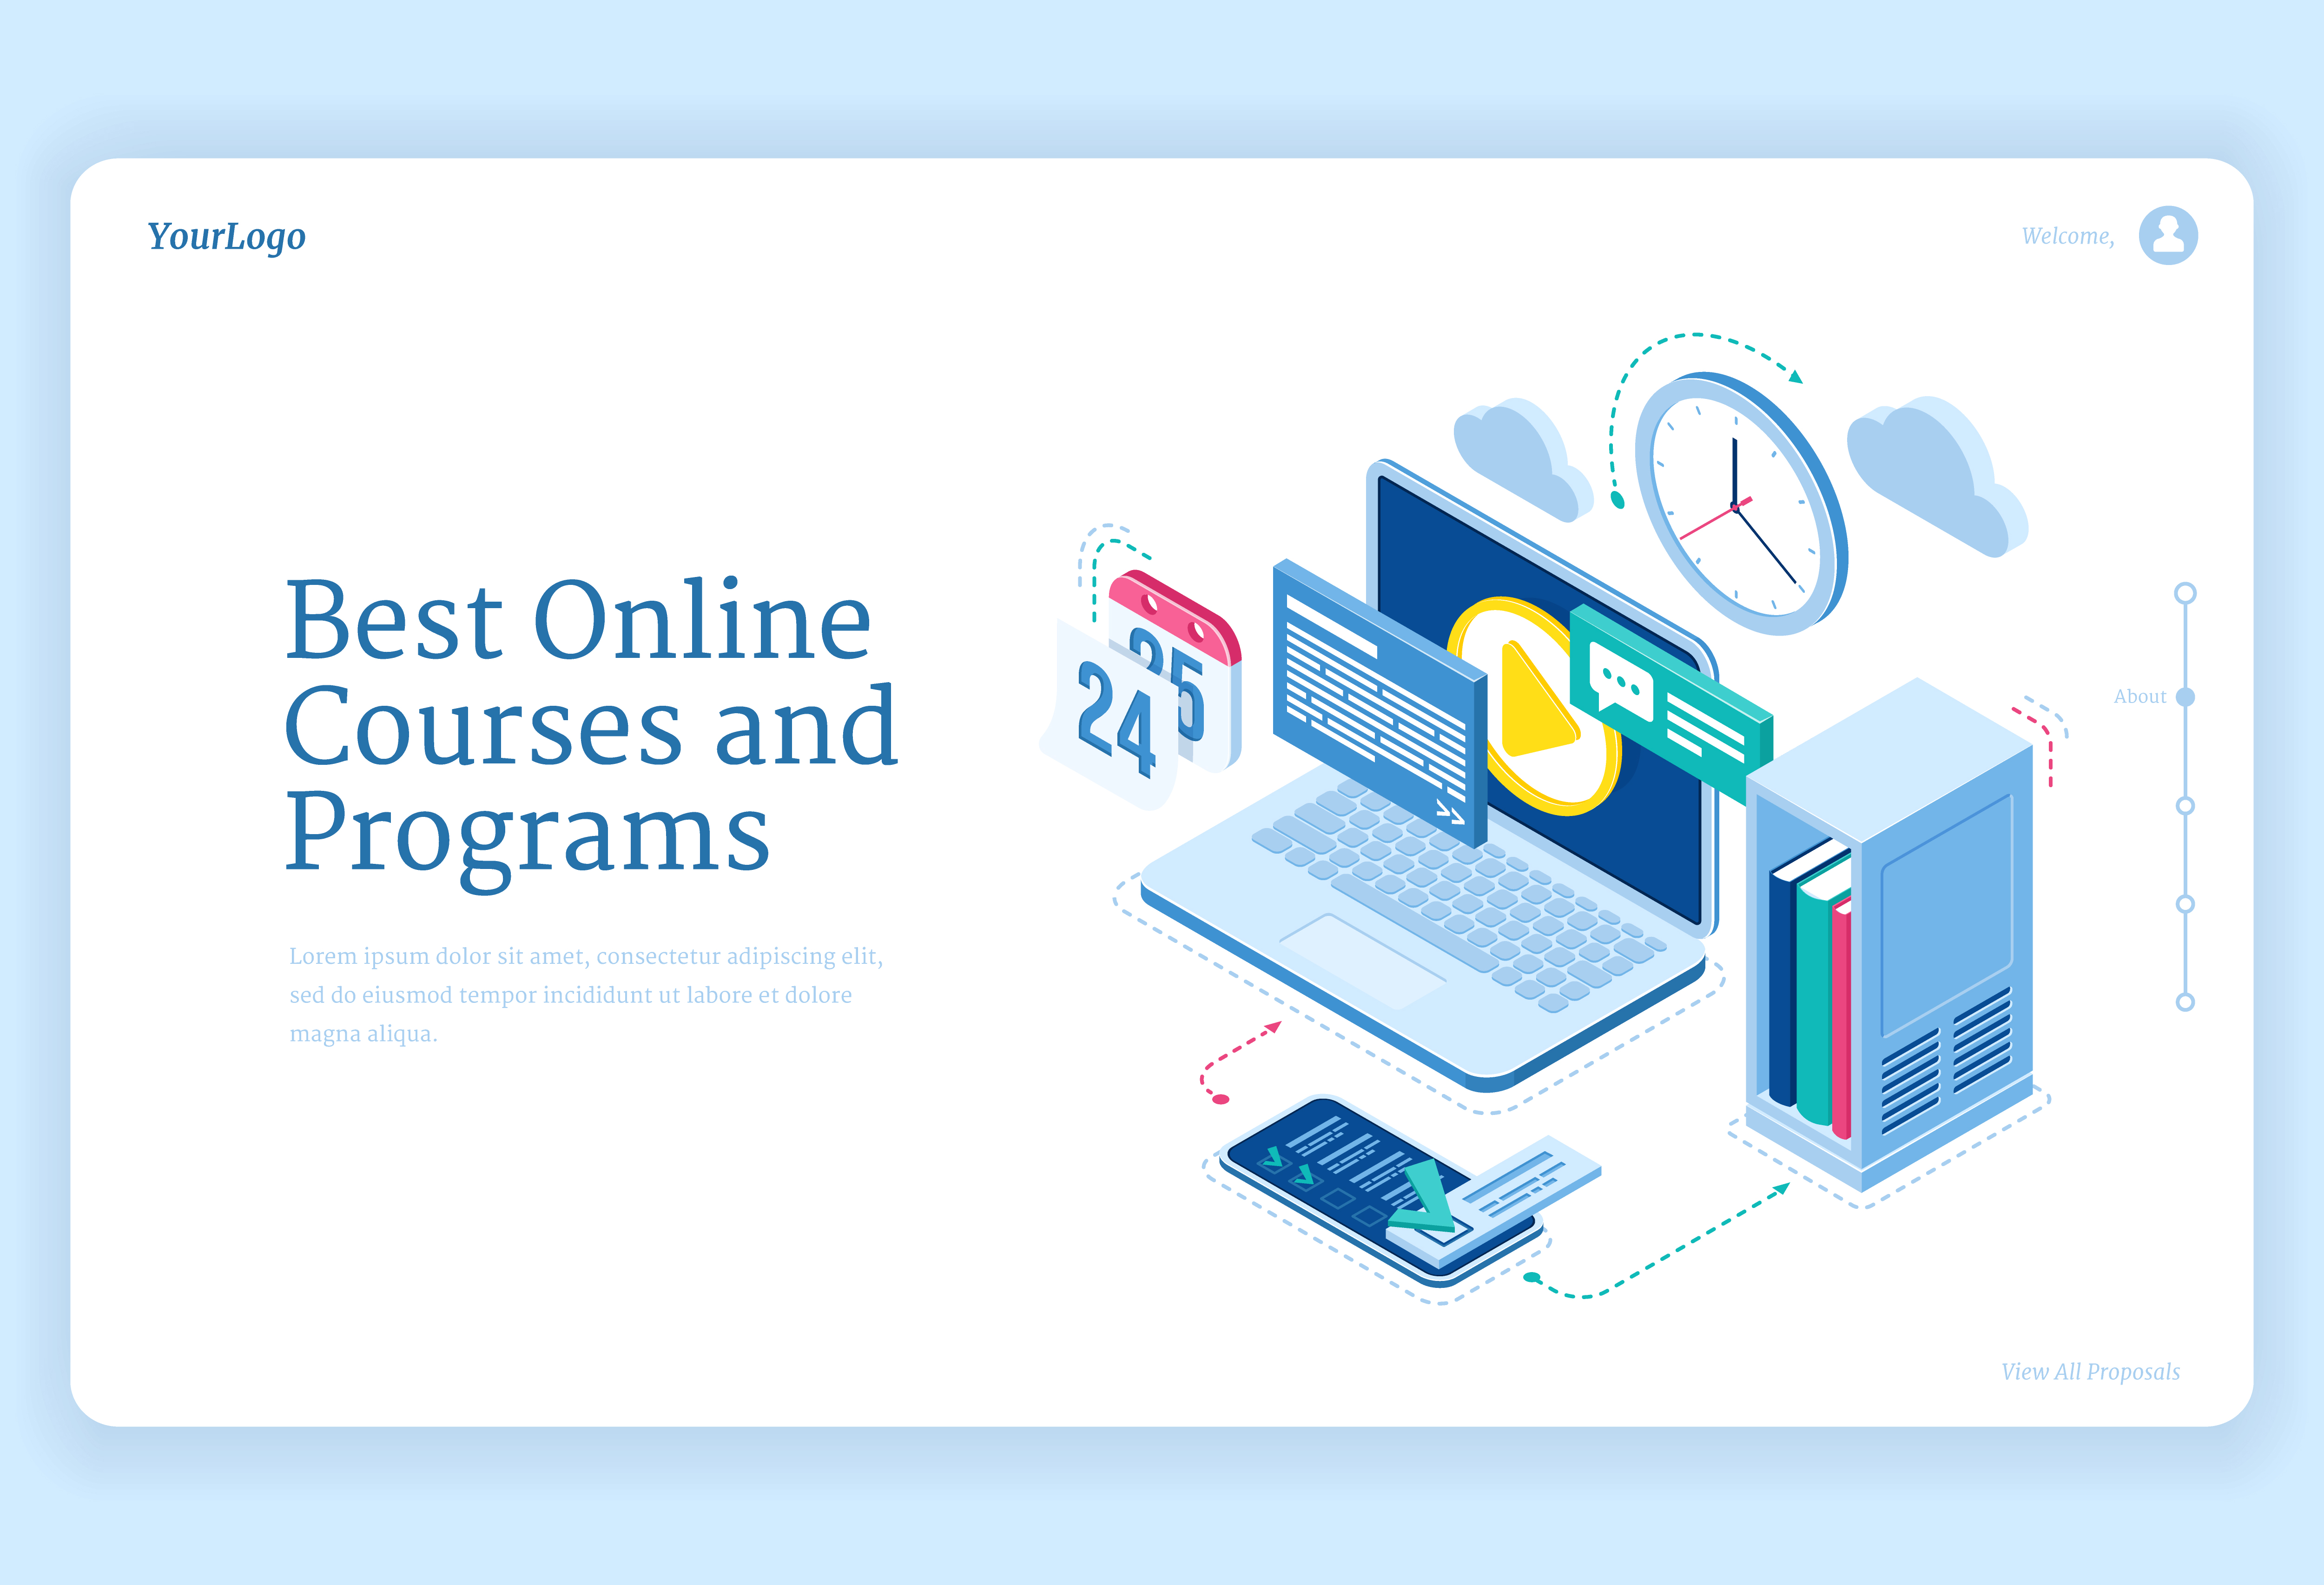 YourLogo
Welcome,
Best Online
Courses and
Programs
Lorem ipsum dolor sit amet, consectetur adipiscing elit,
sed do eiusmod tempor incididunt ut labore et dolore
magna aliqua.
24
25
About
View All Proposals